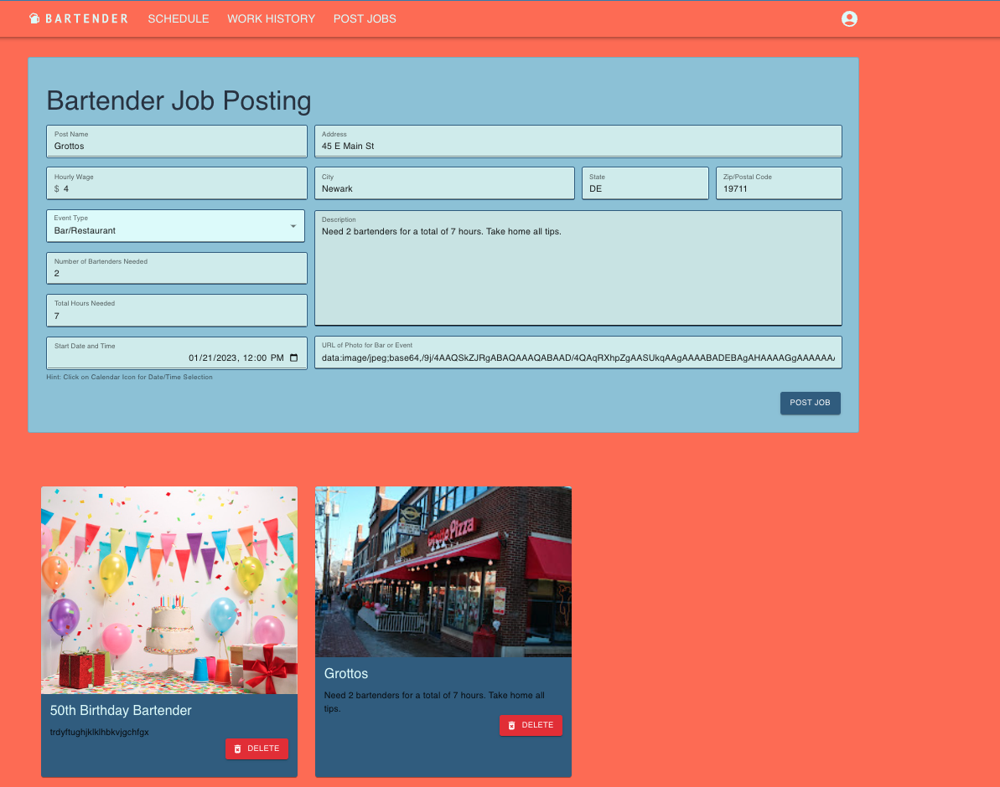 BARTENDER SCHEDULE WORK HISTORY POST JOBS
Bartender Job Posting
Post Name
Grottos
Address
45 E Main St
Hourly Wage
$ 4
City
Newark
State
DE
Zip/Postal Code
19711
Event Type
Bar/Restaurant
Description
Need 2 bartenders for a total of 7 hours. Take home all tips.
Number of Bartenders Needed
2
Total Hours Needed
7
Start Date and Time
01/21/2023, 12:00 PM
Hint: Click on Calendar Icon for Date/Time Selection
URL of Photo for Bar or Event
data:image/jpeg;base64,/9j/4AAQSkZJRgABAQAAAQABAAD/4QAqRXhpZgAASUkqAAgAAAABADEBAgAHAAAAGgAAAAAA
POST JOB
Grotto Pizza
50th Birthday Bartender
trdyftughjklklhbkvjgchfgx
DELETE
Grottos
Need 2 bartenders for a total of 7 hours. Take home all
tips.
DELETE